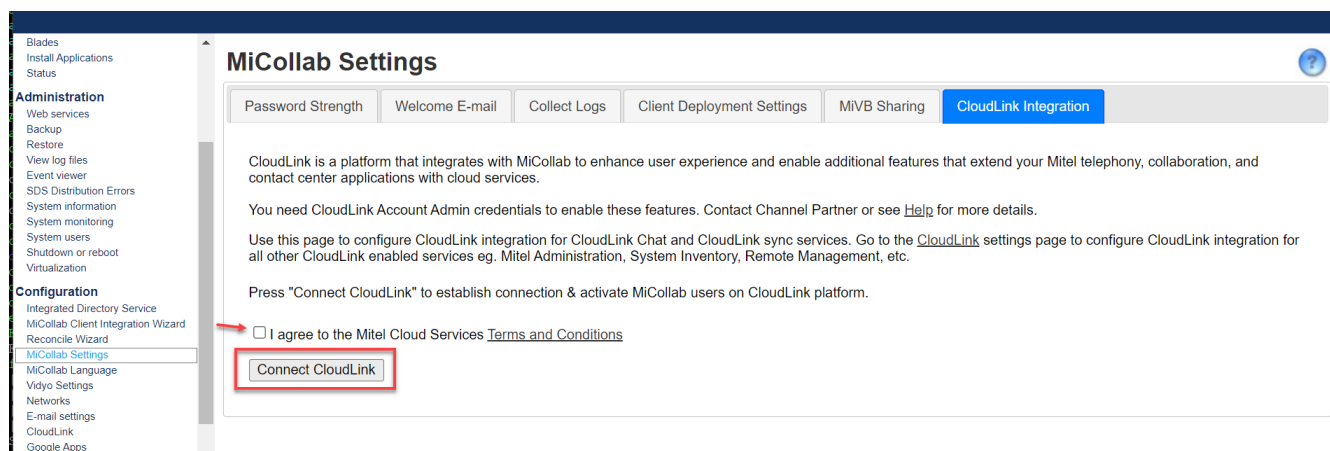 Blades
Install Applications
Status
Administration
Web services
Backup
Restore
View log files
Event viewer
SDS Distribution Errors
System information
System monitoring
System users
Shutdown or reboot
Virtualization
Configuration
Integrated Directory Service
MiCollab Client Integration Wizard
Reconcile Wizard
MiCollab Settings
MiCollab Language
Vidyo Settings
Networks
E-mail settings
CloudLink
Google Apps
MiCollab Settings
?
Password Strength
Welcome E-mail
Collect Logs
Client Deployment Settings
MiVB Sharing
CloudLink Integration
CloudLink is a platform that integrates with MiCollab to enhance user experience and enable additional features that extend your Mitel telephony, collaboration, and
contact center applications with cloud services.
You need CloudLink Account Admin credentials to enable these features. Contact Channel Partner or see Help for more details.
Use this page to configure CloudLink integration for CloudLink Chat and CloudLink sync services. Go to the CloudLink settings page to configure CloudLink integration for
all other CloudLink enabled services eg. Mitel Administration, System Inventory, Remote Management, etc.
Press "Connect CloudLink" to establish connection & activate MiCollab users on CloudLink platform.
I agree to the Mitel Cloud Services Terms and Conditions
Connect CloudLink